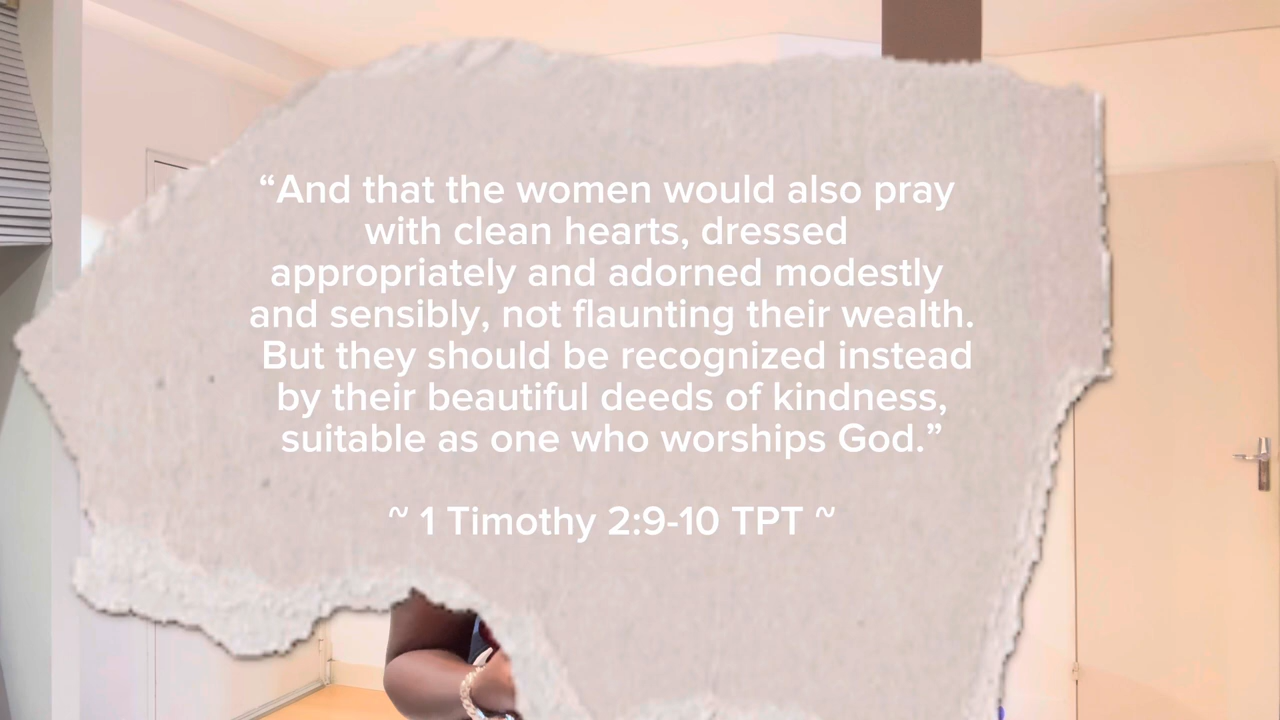 “And that the women would also pray
with clean hearts, dressed
appropriately and adorned modestly
and sensibly, not flaunting their wealth.
But they should be recognized instead
by their beautiful deeds of kindness,
suitable as one who worships God.”
~ 1 Timothy 2:9-10 TPT ~